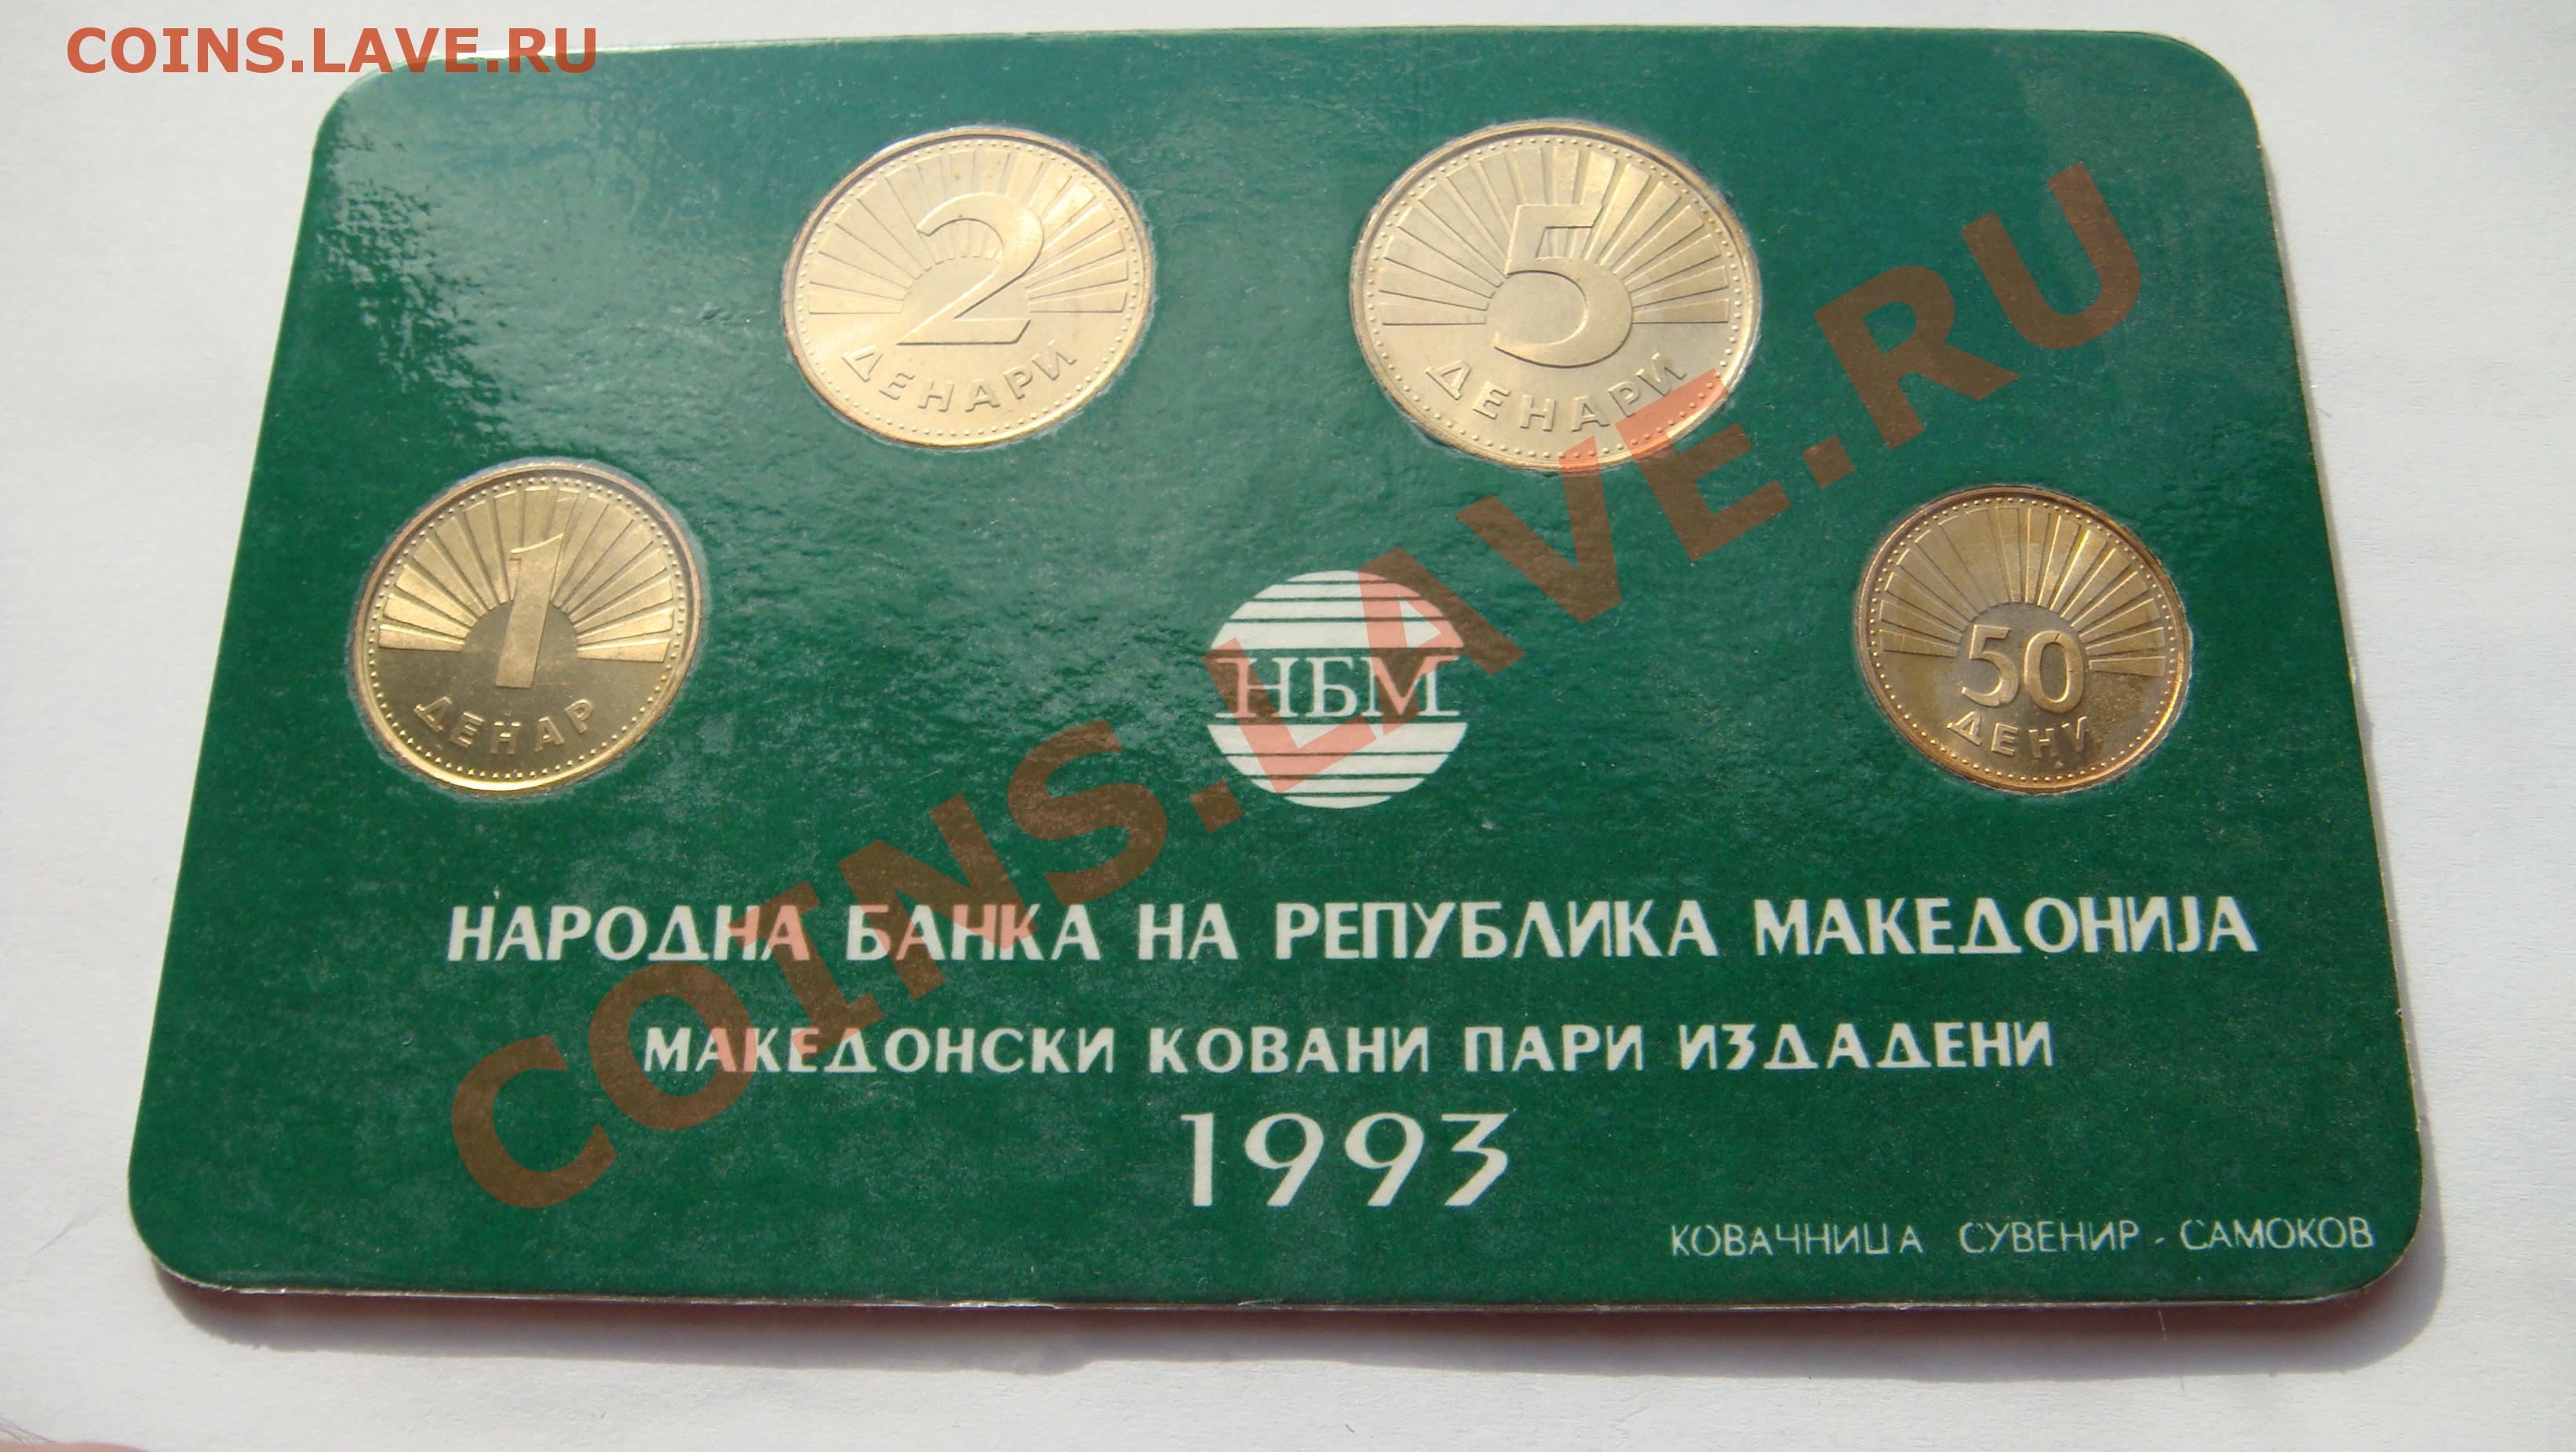 COINS.LAVE.RU
2
ДЕНАРИ
5
ДЕНАРИ
1
ДЕНАР
50
ДЕНИ
НБМ
COINS.LAVE.RU
НАРОДНА БАНКА НА РЕПУБЛИКА МАКЕДОНИЈА
МАКЕДОНСКИ КОВАНИ ПАРИ ИЗДАДЕНИ
1993
КОВАЧНИЦА СУВЕНИР - САМОКОВ